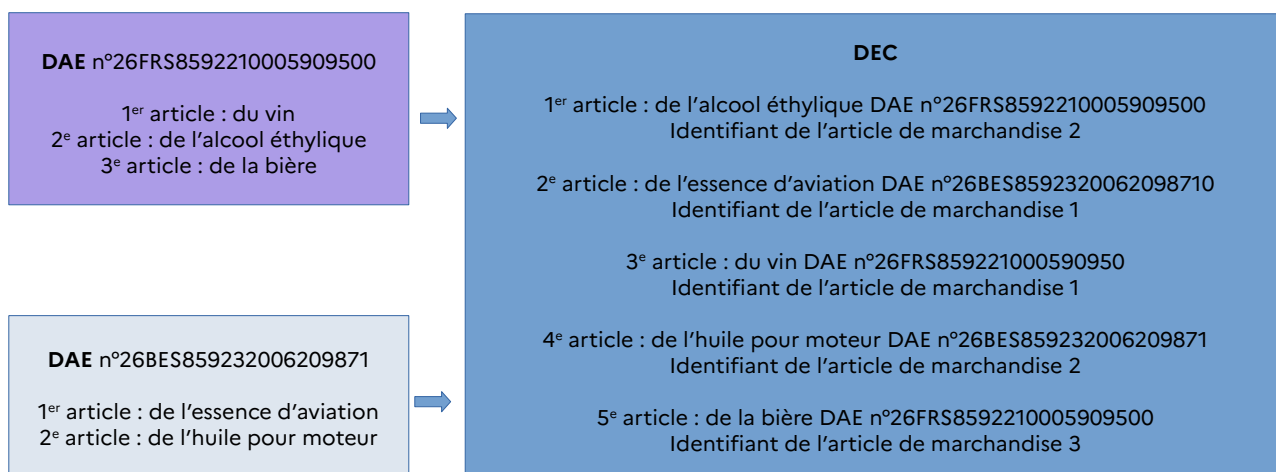 DAE n°26FRS8592210005909500
1er article : du vin
2e article : de l'alcool éthylique
3e article : de la bière
DAE n°26BES859232006209871
1er article : de l'essence d'aviation
2e article : de l'huile pour moteur
DEC
1er article : de l'alcool éthylique DAE n°26FRS8592210005909500
Identifiant de l'article de marchandise 2
2e article : de l'essence d'aviation DAE n°26BES8592320062098710
Identifiant de l'article de marchandise 1
3e article : du vin DAE n°26FRS859221000590950
Identifiant de l'article de marchandise 1
4e article : de l'huile pour moteur DAE n°26BES859232006209871
Identifiant de l'article de marchandise 2
5e article : de la bière DAE n°26FRS8592210005909500
Identifiant de l'article de marchandise 3